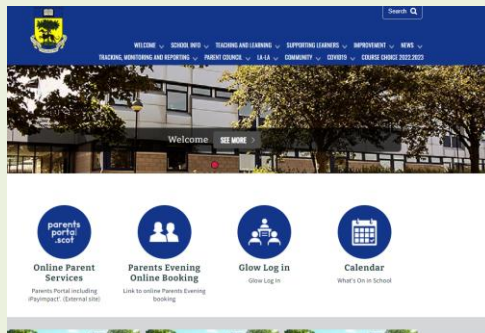 Search
WELCOME SCHOOL INFO TEACHING AND LEARNING SUPPORTING LEARNERS IMPROVEMENT NEWS
TRACKING, MONITORING AND REPORTING PARENT COUNCIL LA-LA COMMUNITY COVID19 COURSE CHOICE 2022.2023
Welcome SEE MORE >
parents
portal
.scot
Online Parent
Services
Parents Portal including
iPayimpact'. (External site)
Parents Evening
Online Booking
Link to online Parents Evening
booking
Glow Log in
Glow Log In
Calendar
What's On in School